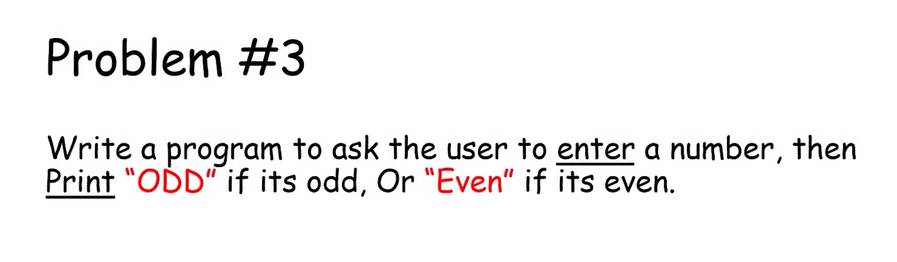 Problem #3
Write a program to ask the user to enter a number, then
Print “ODD” if its odd, Or “Even” if its even.